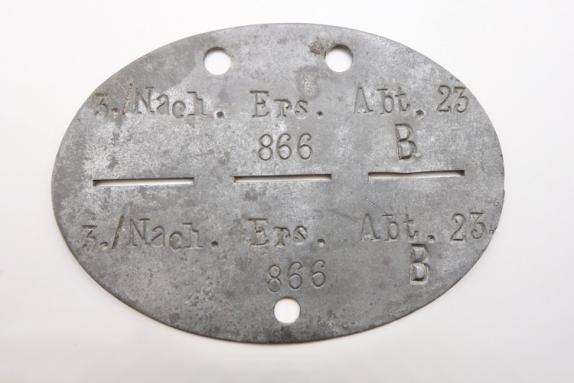 3./Nach. Ers. Abt. 23
866 B
3./Nach. Ers. Abt. 23.
866 B